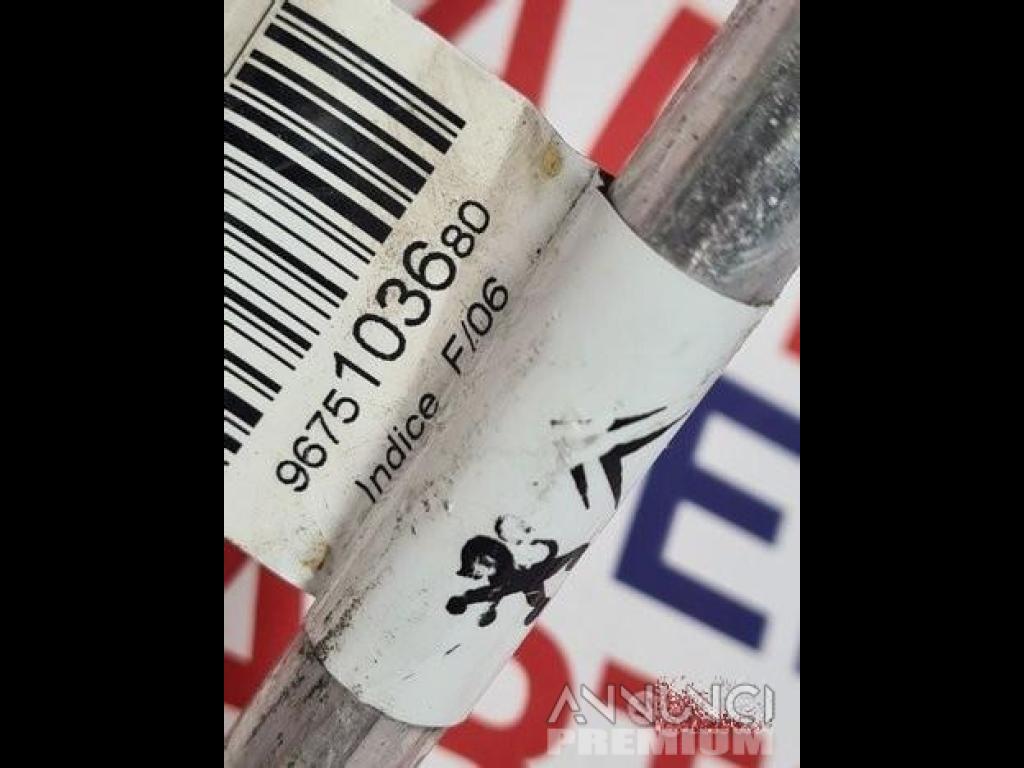 9675103680
Indice F/06
ANNUNCI
PREMIUM